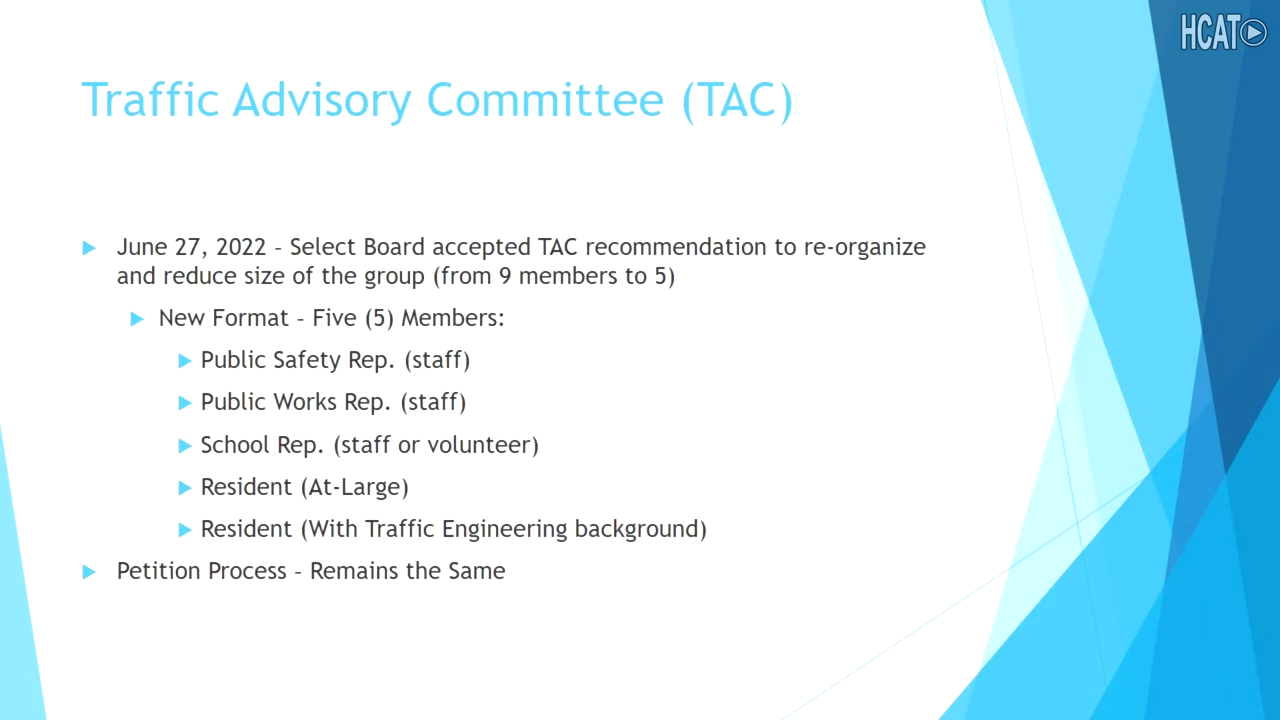 HCAT
Traffic Advisory Committee (TAC)
June 27, 2022 – Select Board accepted TAC recommendation to re-organize
and reduce size of the group (from 9 members to 5)
New Format – Five (5) Members:
Public Safety Rep. (staff)
Public Works Rep. (staff)
School Rep. (staff or volunteer)
Resident (At-Large)
Resident (With Traffic Engineering background)
Petition Process – Remains the Same